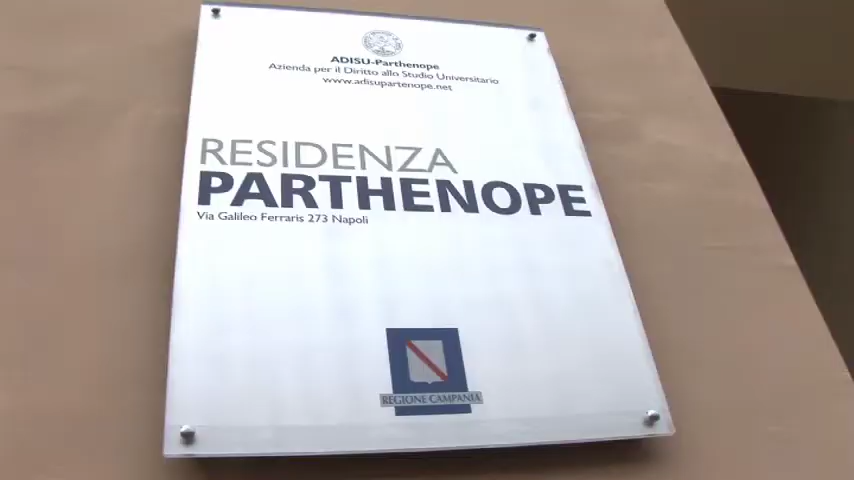 ADISU-Parthenope
Azienda per il Diritto allo Studio Universitario
www.adisupartenope.net
RESIDENZA
PARTHENOPE
Via Galileo Ferraris 273 Napoli
REGIONE CAMPANIA